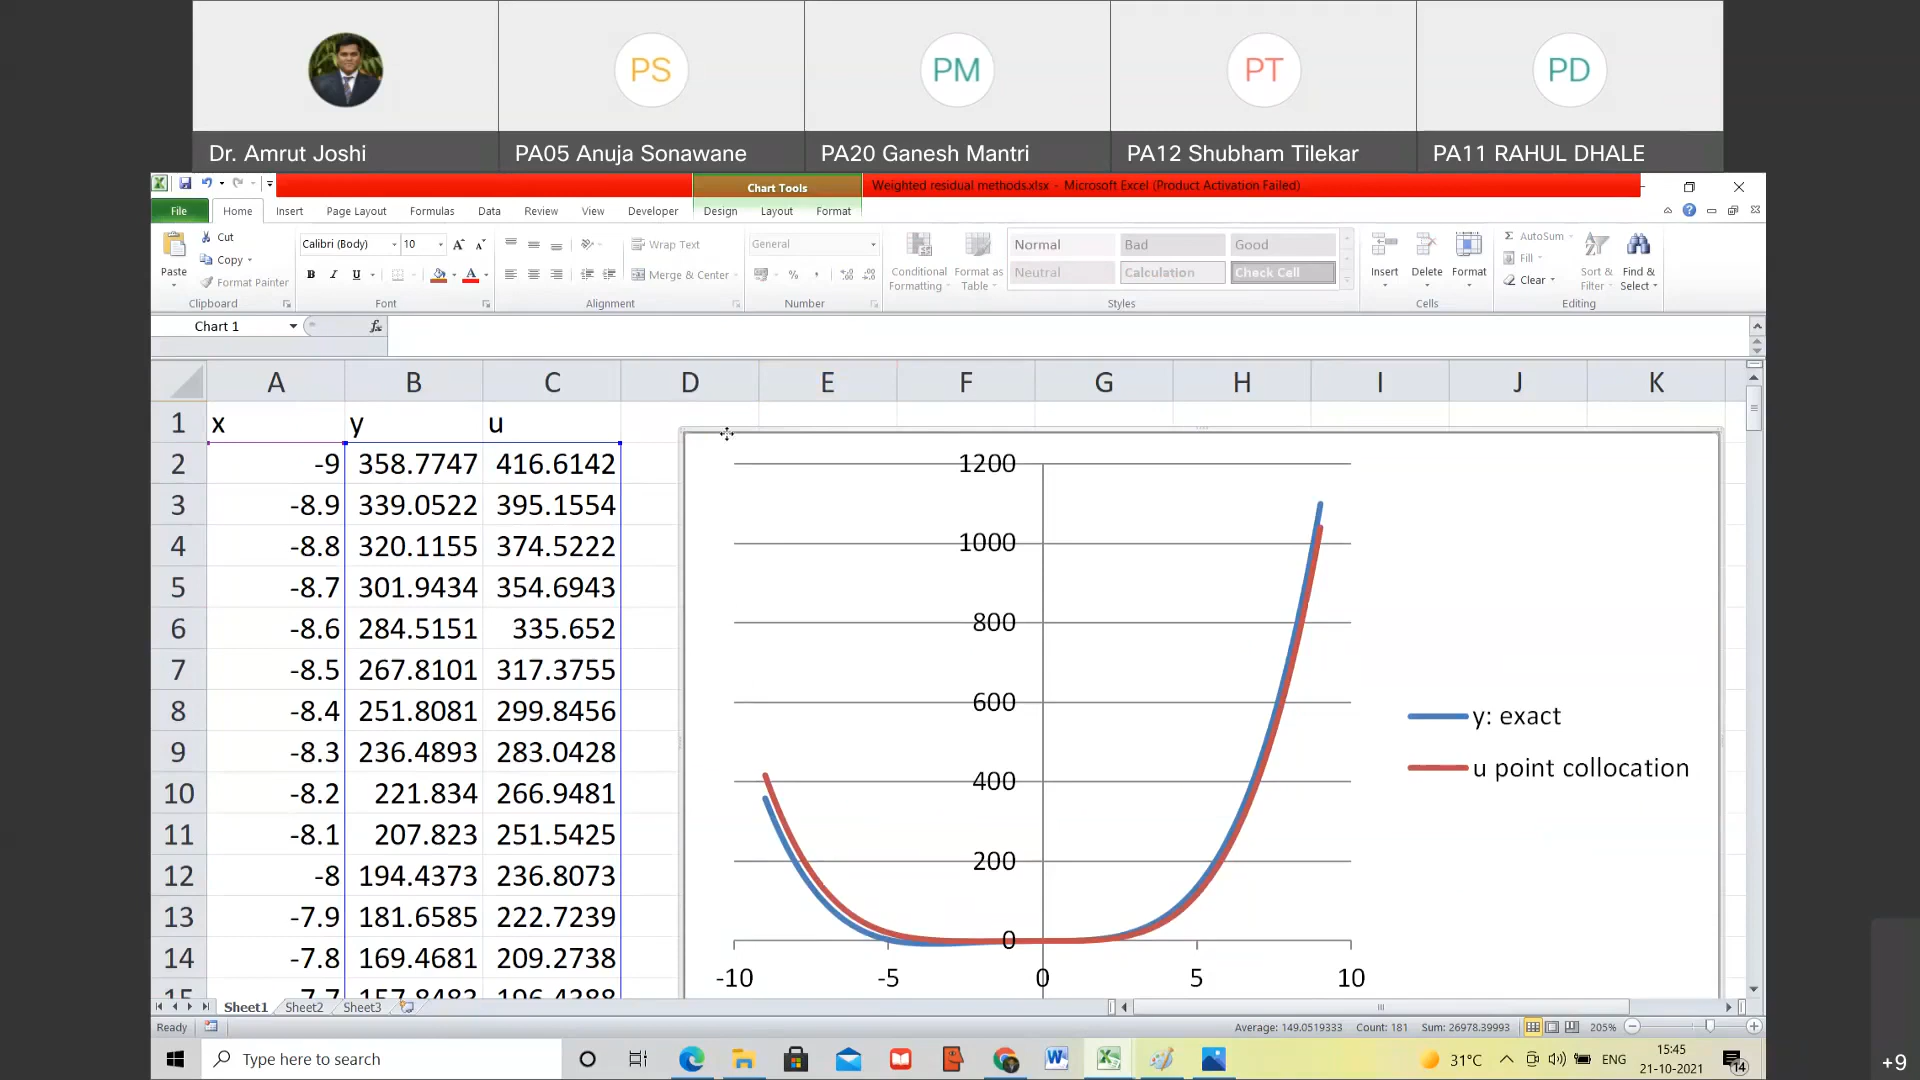 PS
PM
PT
PD
Dr. Amrut Joshi
PA05 Anuja Sonawane
PA20 Ganesh Mantri
PA12 Shubham Tilekar
PA11 RAHUL DHALE
Chart Tools
Weighted residual methods.xlsx - Microsoft Excel (Product Activation Failed)
File Home Insert Page Layout Formulas Data Review View Developer Design Layout Format
Paste
Cut
Copy
Format Painter
Clipboard
Calibri (Body) 10
B I U
Font
Wrap Text
Merge & Center
Alignment
General
Number
Conditional Formatting
Format as Table
Normal Bad Good
Neutral Calculation Check Cell
Styles
Insert Delete Format
Cells
AutoSum
Fill
Clear
Sort & Filter
Find & Select
Editing
Chart 1
fx
A B C D E F G H I J K
1 x y u
2 -9 358.7747 416.6142
3 -8.9 339.0522 395.1554
4 -8.8 320.1155 374.5222
5 -8.7 301.9434 354.6943
6 -8.6 284.5151 335.652
7 -8.5 267.8101 317.3755
8 -8.4 251.8081 299.8456
9 -8.3 236.4893 283.0428
10 -8.2 221.834 266.9481
11 -8.1 207.823 251.5425
12 -8 194.4373 236.8073
13 -7.9 181.6585 222.7239
14 -7.8 169.4681 209.2738
1200
1000
800
600
400
200
0
-10 -5 0 5 10
y: exact
u point collocation
Sheet1 Sheet2 Sheet3
Ready
Average: 149.0519333 Count: 181 Sum: 26978.39993
205%
Type here to search
31°C
ENG
15:45
21-10-2021
14
+9